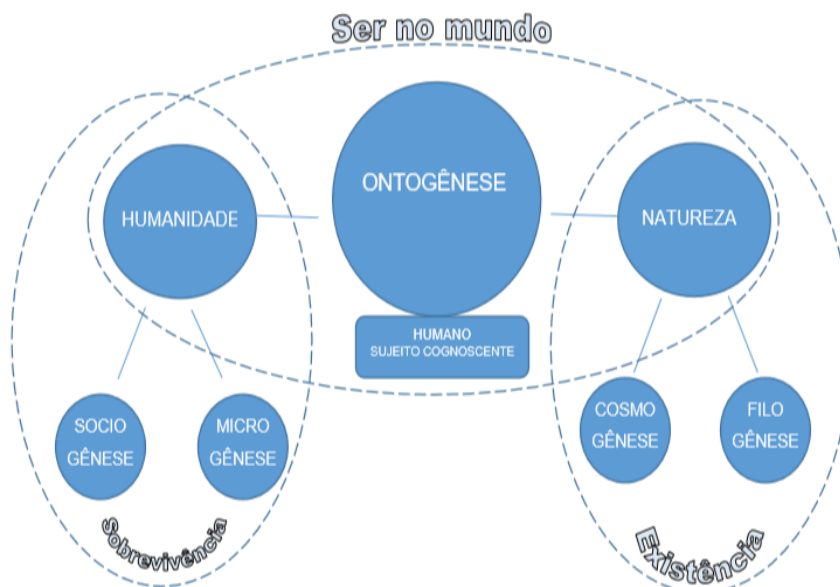 Ser no mundo
ONTOGÊNESE
HUMANIDADE
NATUREZA
HUMANO
SUJEITO COGNOSCENTE
SOCIO
GÊNESE
MICRO
GÊNESE
COSMO
GÊNESE
FILO
GÊNESE
Sobrevivência
Existência